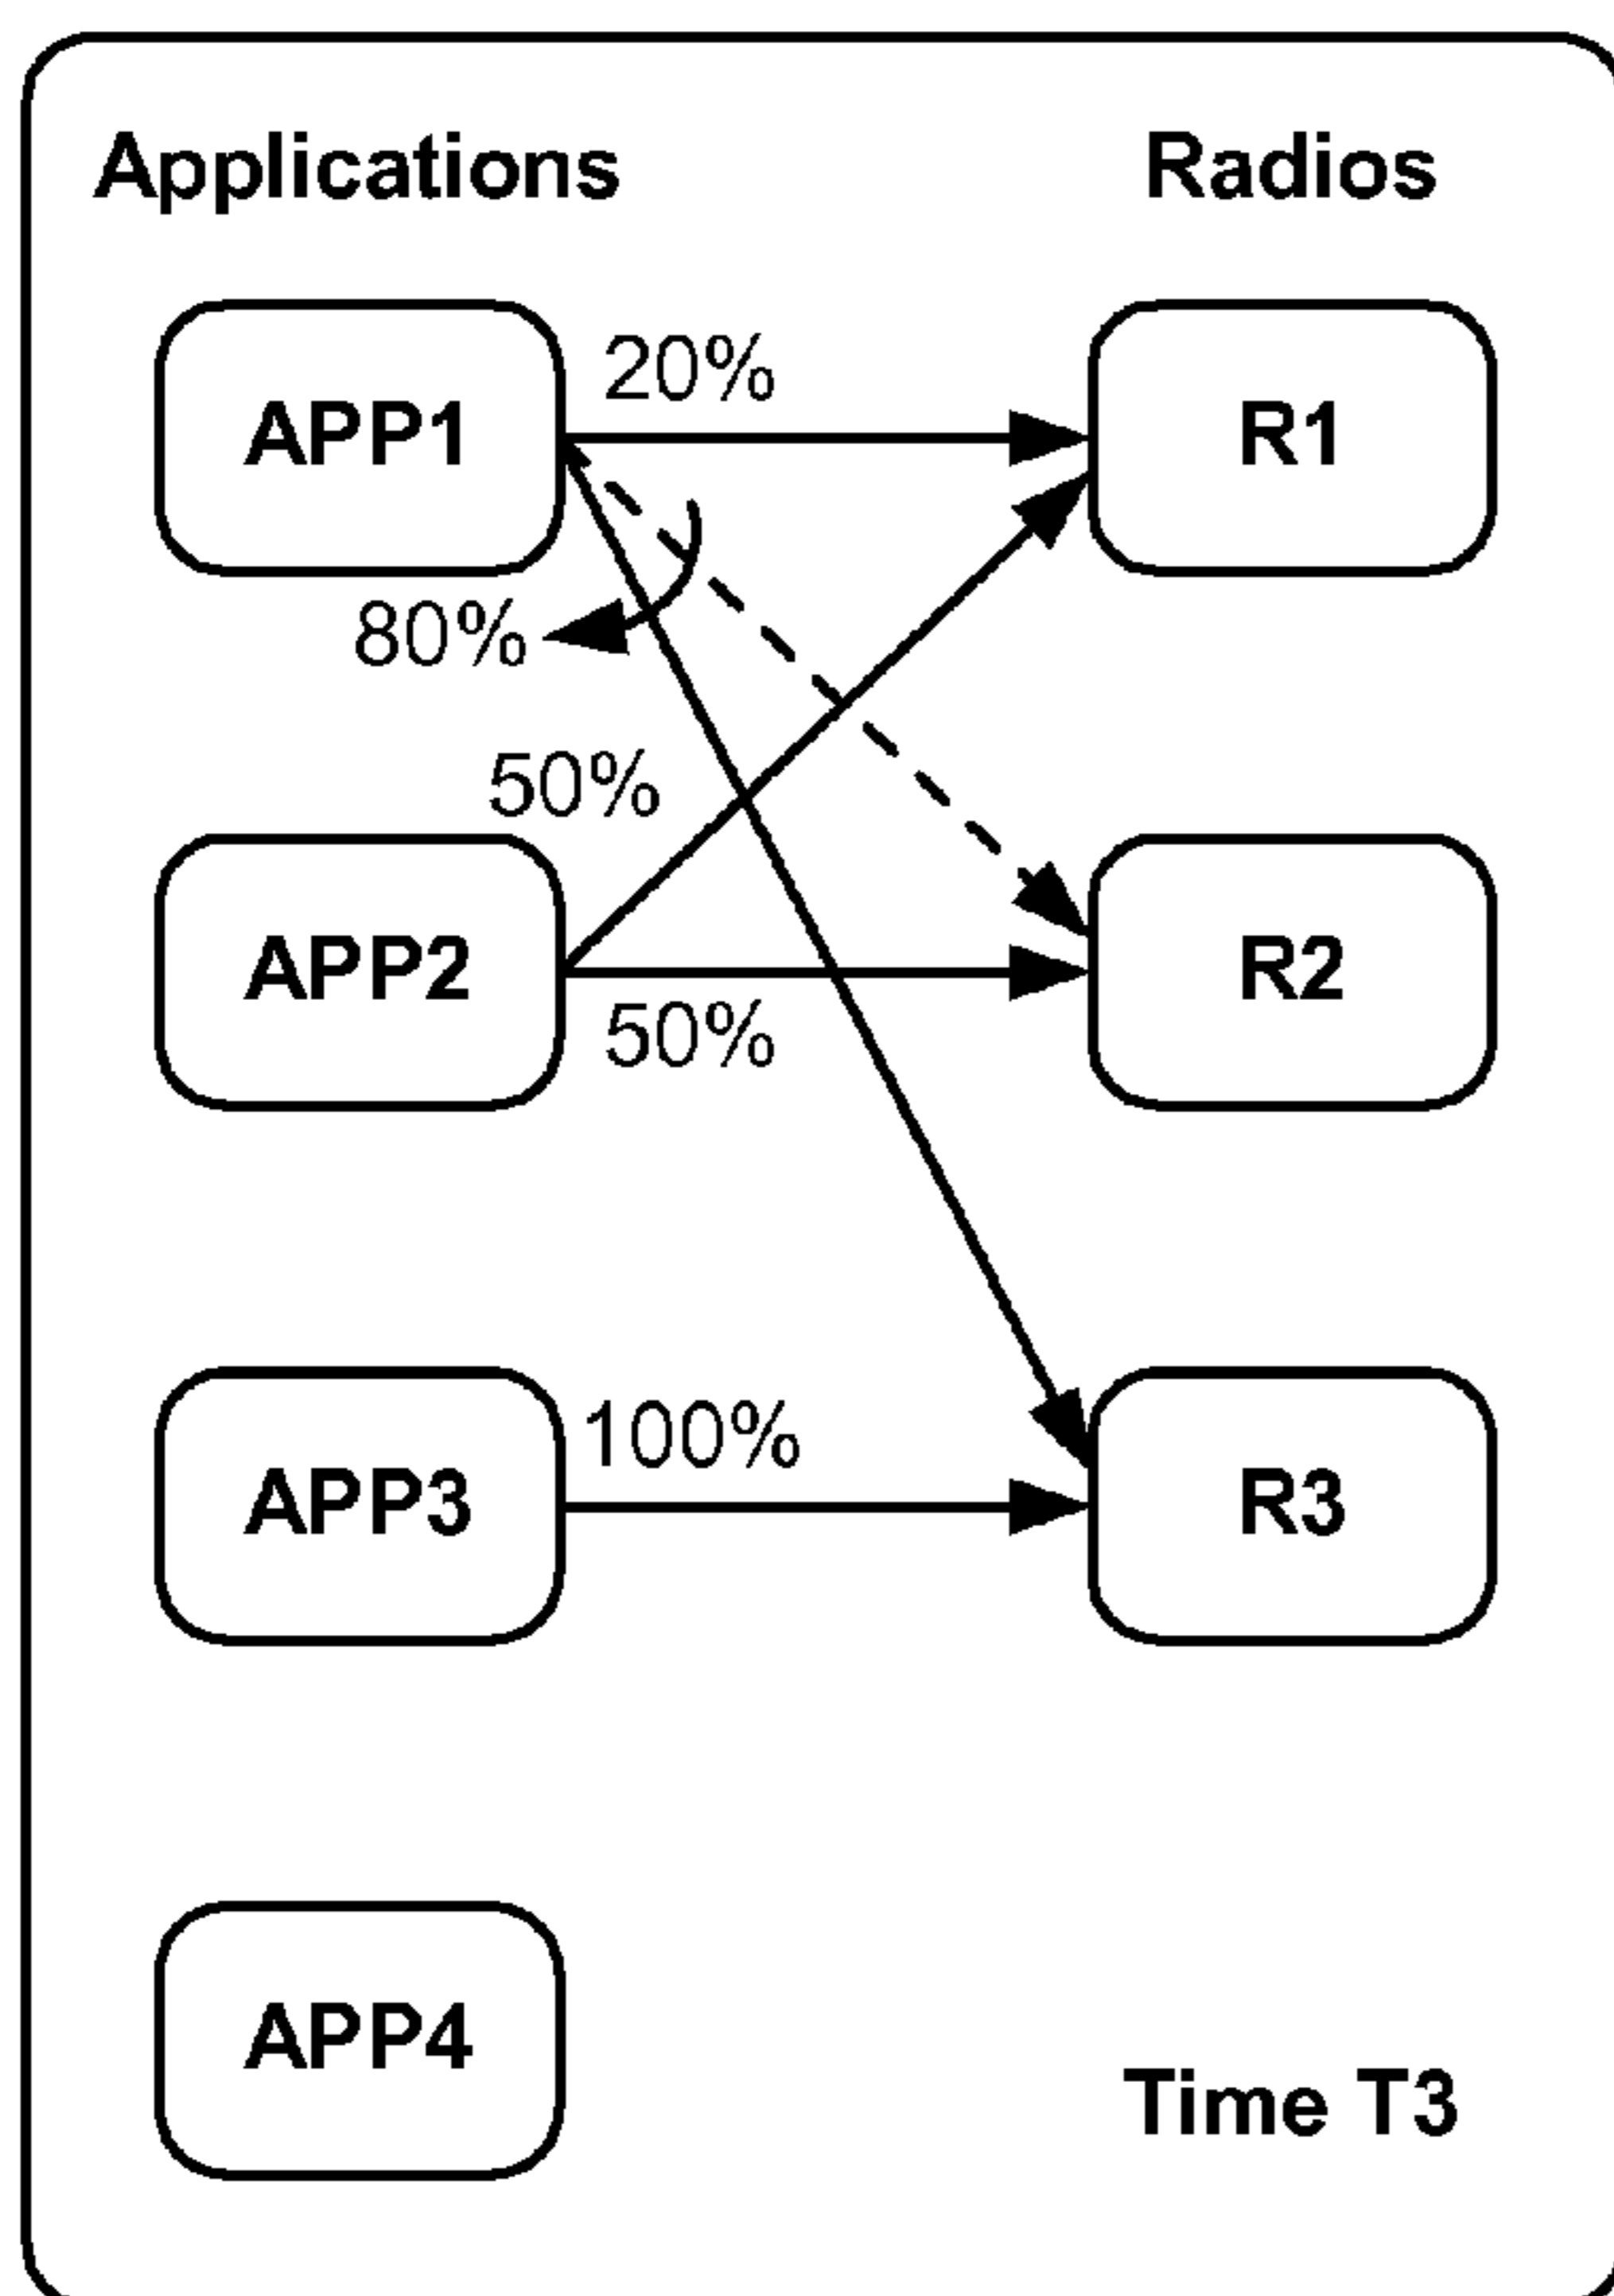 Applications
Radios
APP1
20%
R1
80%
50%
APP2
R2
50%
100%
APP3
R3
APP4
Time T3